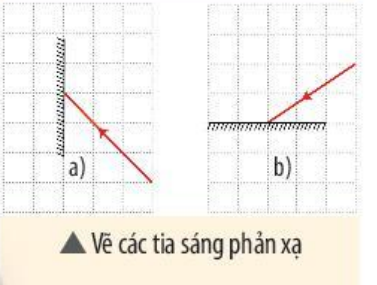 a)
b)
▲ Vẽ các tia sáng phản xạ